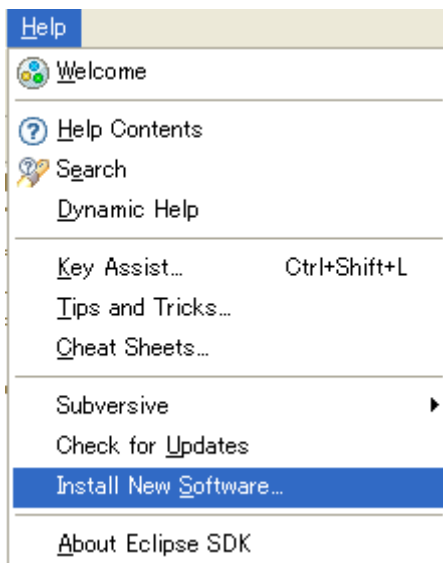 Help
Welcome
Help Contents
Search
Dynamic Help
Key Assist... Ctrl+Shift+L
Tips and Tricks...
Cheat Sheets...
Subversive
Check for Updates
Install New Software...
About Eclipse SDK